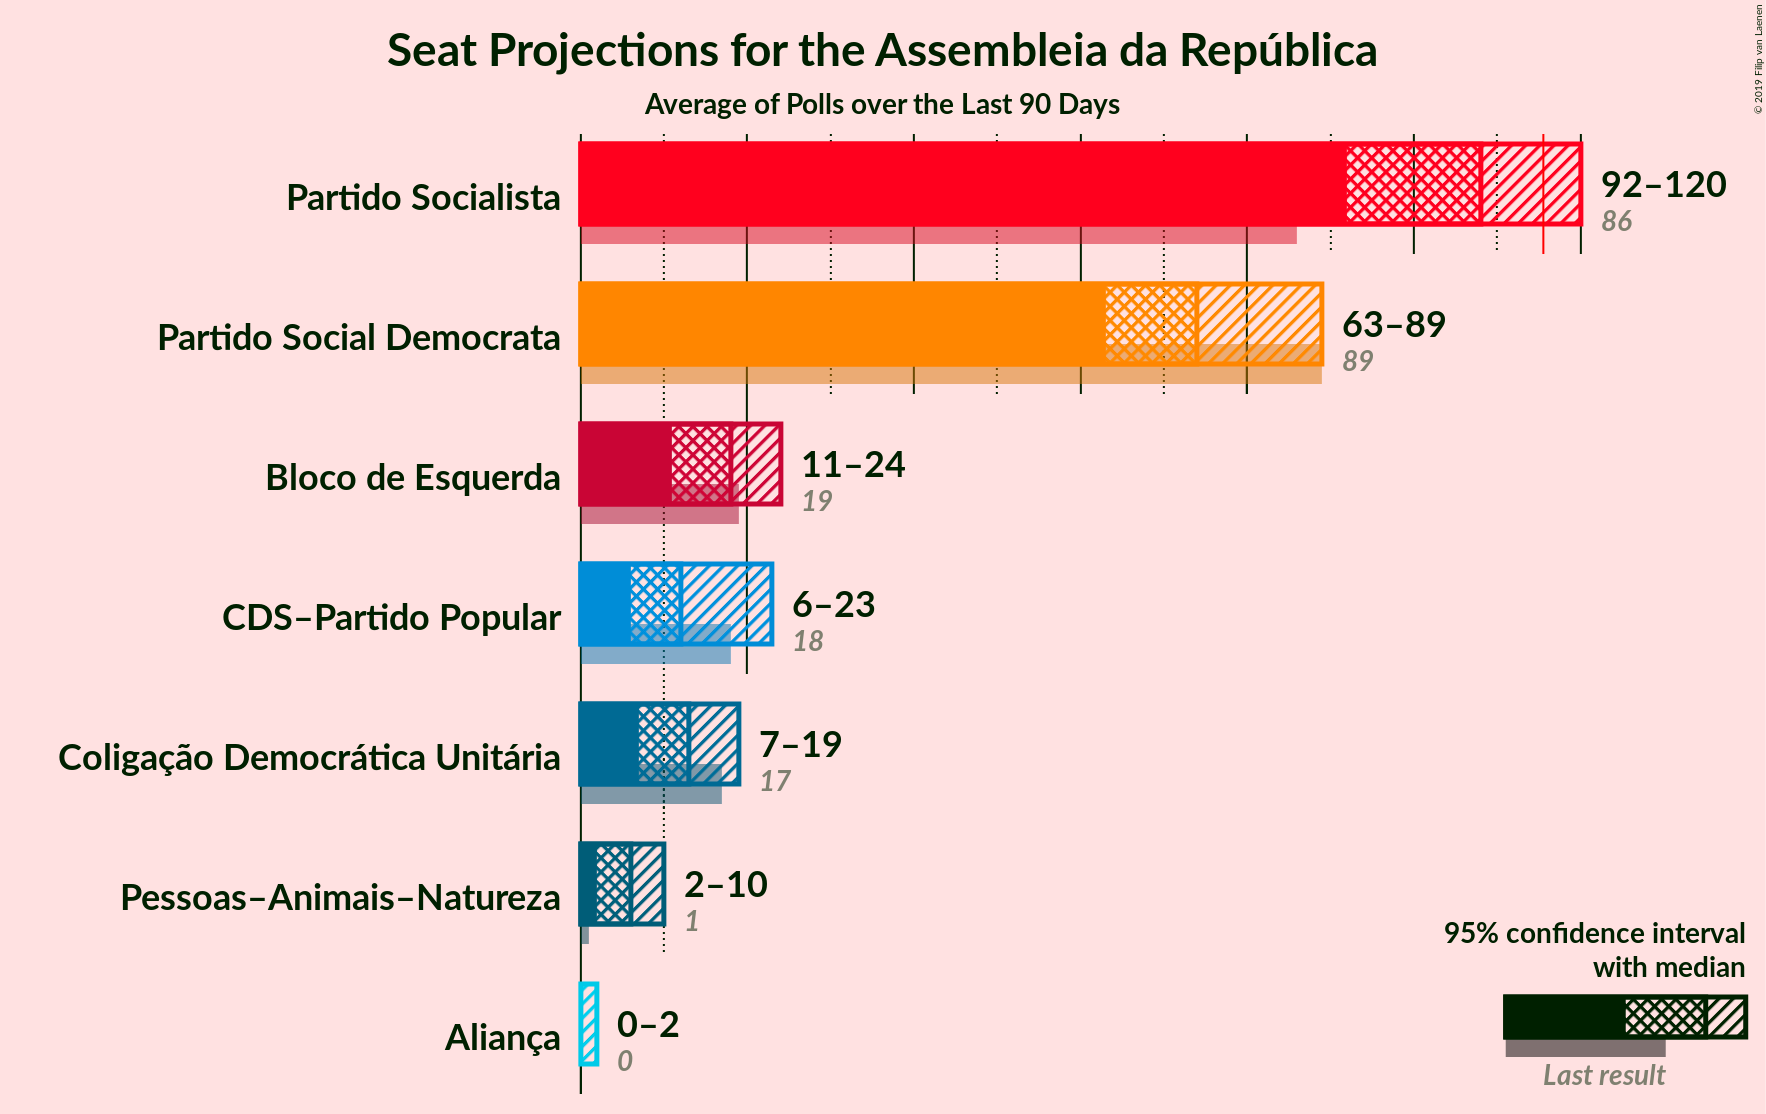 Seat Projections for the Assembleia da República
Average of Polls over the Last 90 Days
© 2019 Filip van Laenen
Partido Socialista
92–120
86
Partido Social Democrata
63–89
89
Bloco de Esquerda
11–24
19
CDS–Partido Popular
6–23
18
Coligação Democrática Unitária
7–19
17
Pessoas–Animais–Natureza
2–10
1
Aliança
0–2
0
95% confidence interval
with median
Last result